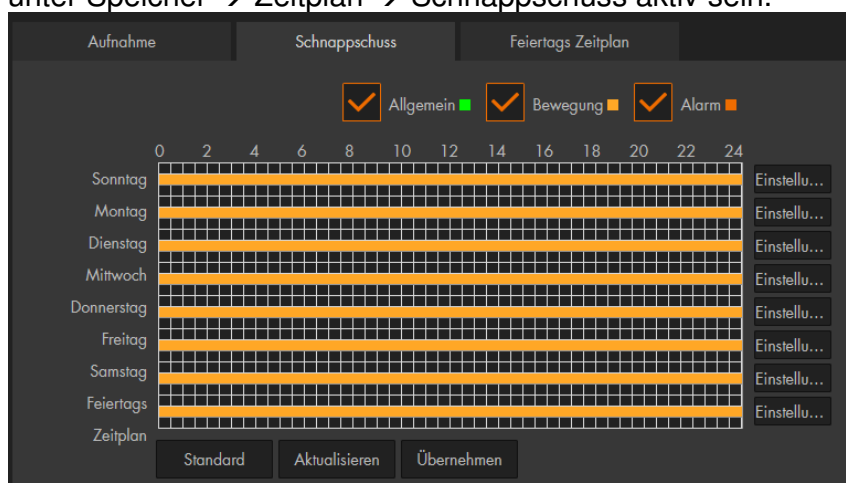 unter Speicher → Zeitplan → Schnappschuss aktiv sein.
Aufnahme Schnappschuss Feiertags Zeitplan
Allgemein Bewegung Alarm
0 2 4 6 8 10 12 14 16 18 20 22 24
Sonntag Einstellu...
Montag Einstellu...
Dienstag Einstellu...
Mittwoch Einstellu...
Donnerstag Einstellu...
Freitag Einstellu...
Samstag Einstellu...
Feiertags Einstellu...
Zeitplan
Standard Aktualisieren Übernehmen